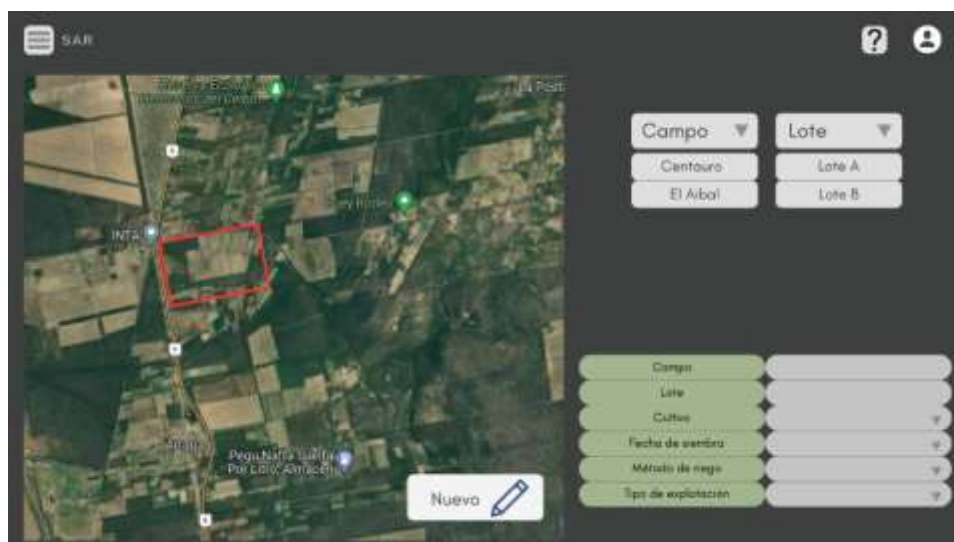 SAR
Campo
Lote
Centauro
Lote A
El Aibal
Lote B
INTA
Nuevo
Campo
Lote
Cultivo
Fecha de siembra
Método de riego
Tipo de explotación